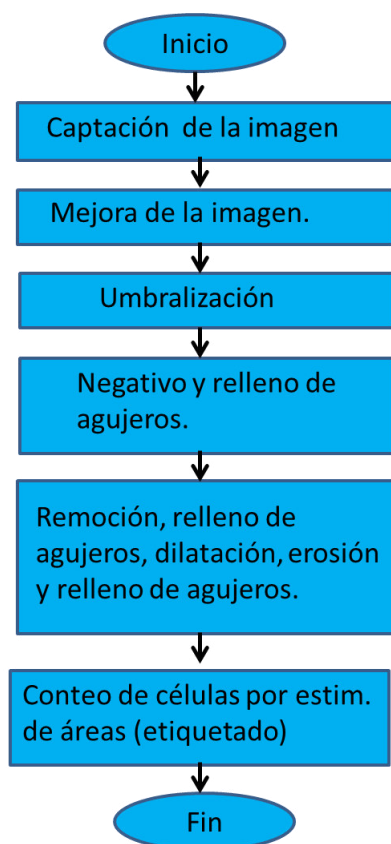 Inicio
Captación de la imagen
Mejora de la imagen.
Umbralización
Negativo y relleno de
agujeros.
Remoción, relleno de
agujeros, dilatación, erosión
y relleno de agujeros.
Conteo de células por estim.
de áreas (etiquetado)
Fin